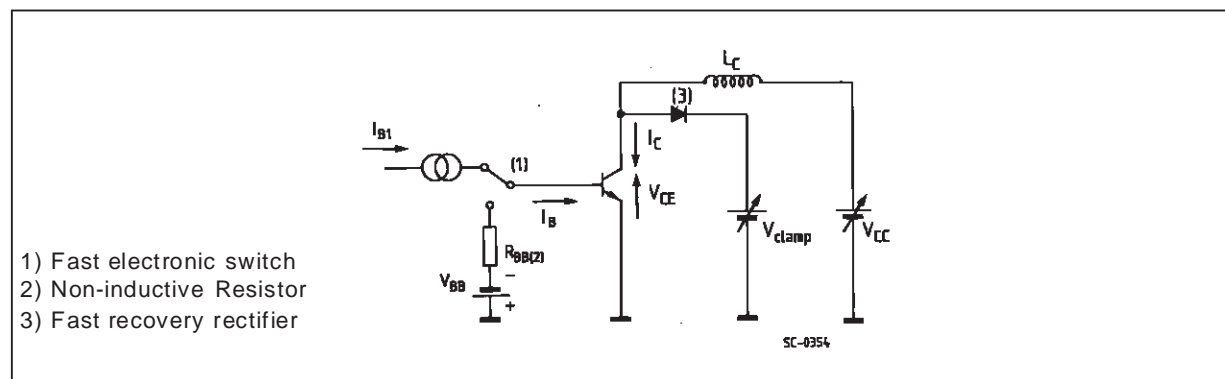 L_C
(3)
I_B1
(1)
I_C
V_CE
I_B
V_clamp
V_CC
R_BB(2)
V_BB
−
+
1) Fast electronic switch
2) Non-inductive Resistor
3) Fast recovery rectifier
SC-0354